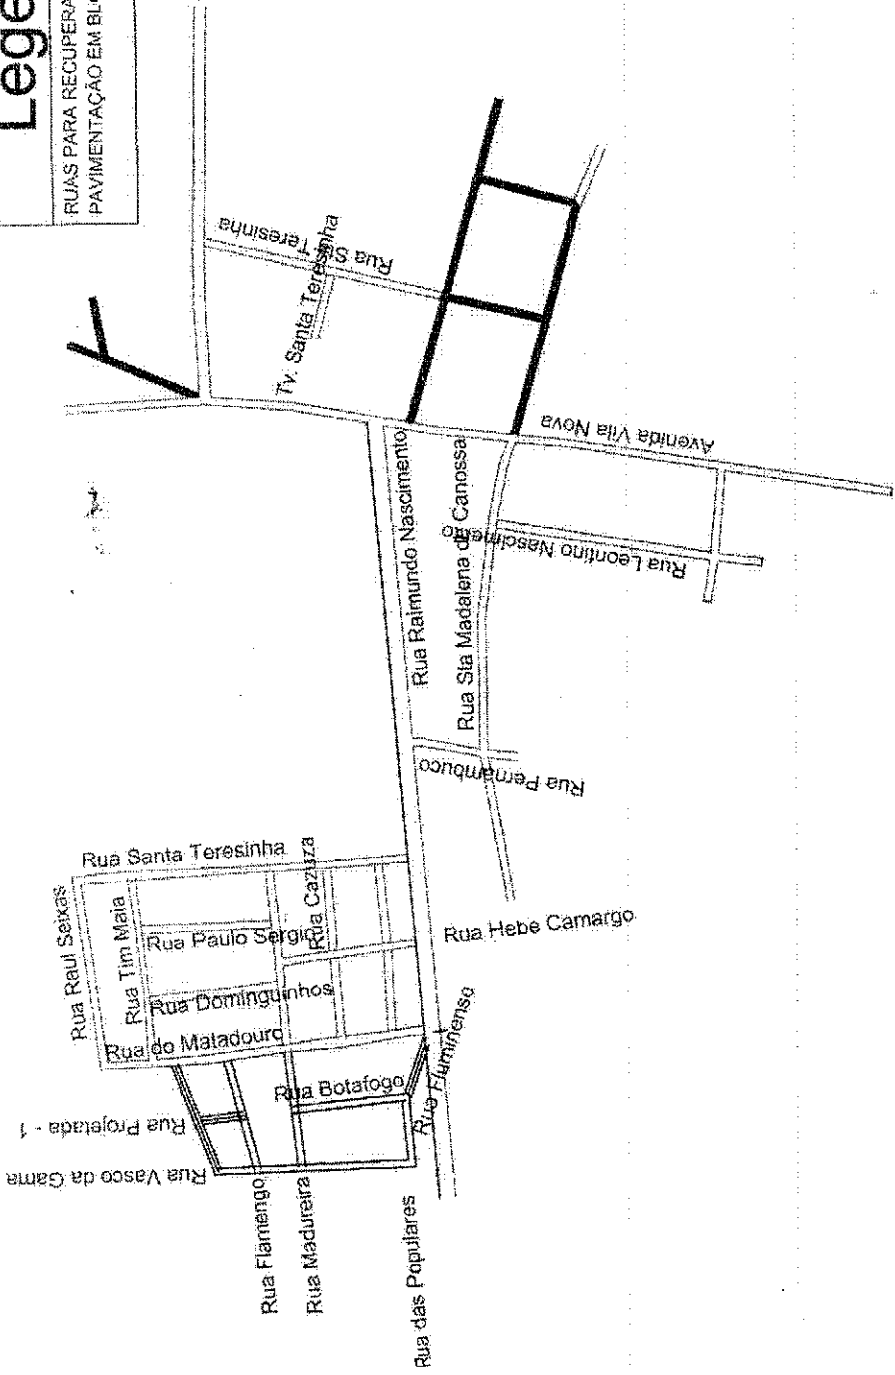 Lege
RUAS PARA RECUPERA
PAVIMENTAÇÃO EM BL
Rua Sta Teresinha
Tv. Santa Teresinha
Avenida Vila Nova
Rua Raimundo Nascimento
Rua Sta Madalena de Canossa
Rua Leontino Nascimento
Rua Pernambuco
Rua Santa Teresinha
Rua Raul Seixas
Rua Tim Maia
Rua Paulo Sergio
Rua Cazuza
Rua Hebe Camargo
Rua Dominguinhos
Rua do Matadouro
Rua Botafogo
Rua Fluminense
Rua Projetada - 1
Rua Vasco da Gama
Rua Flamengo
Rua Madureira
Rua das Populares